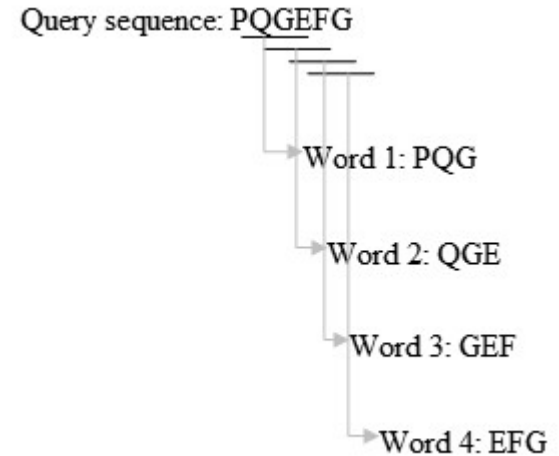 Query sequence: PQGEFG
Word 1: PQG
Word 2: QGE
Word 3: GEF
Word 4: EFG